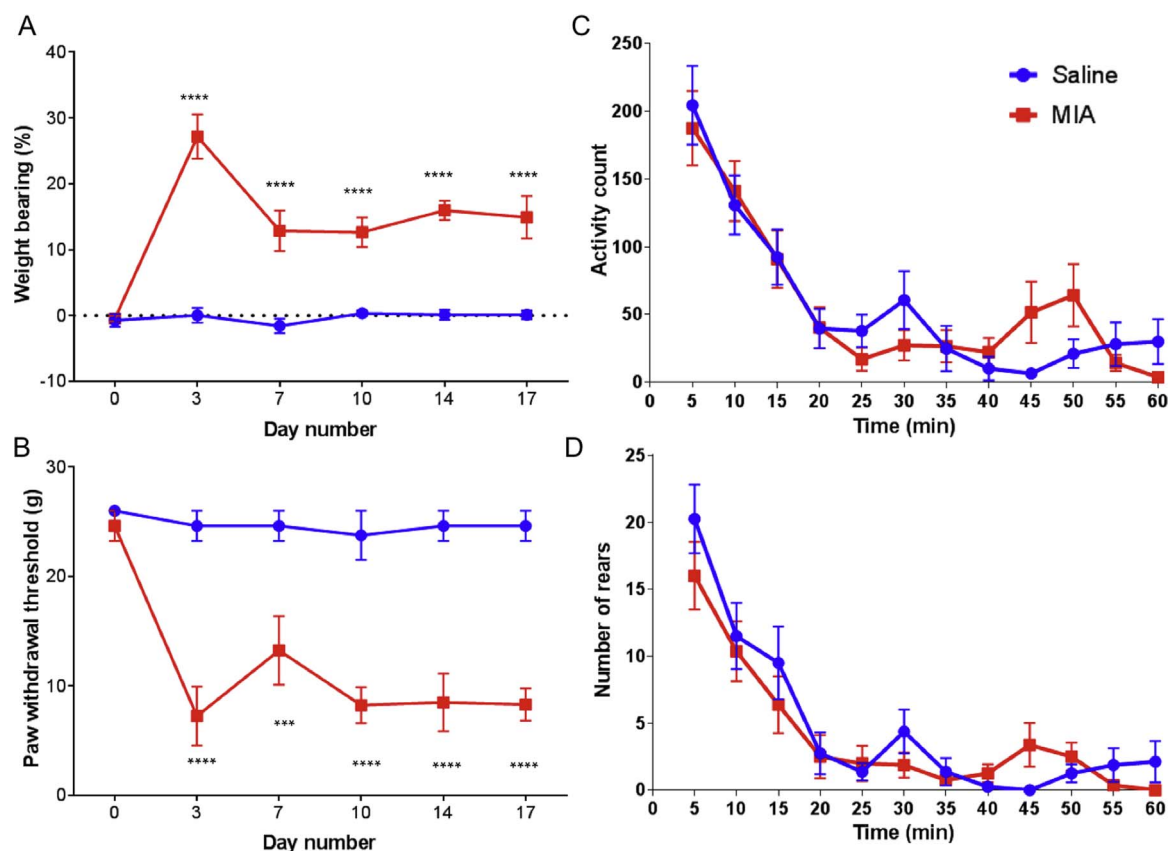 A
40
30
20
10
0
-10
Weight bearing (%)
****
****
****
****
****
0 3 7 10 14 17
Day number
B
30
20
10
0
Paw withdrawal threshold (g)
****
***
****
****
****
0 3 7 10 14 17
Day number
C
250
200
150
100
50
0
Activity count
Saline
MIA
0 5 10 15 20 25 30 35 40 45 50 55 60
Time (min)
D
25
20
15
10
5
0
Number of rears
0 5 10 15 20 25 30 35 40 45 50 55 60
Time (min)